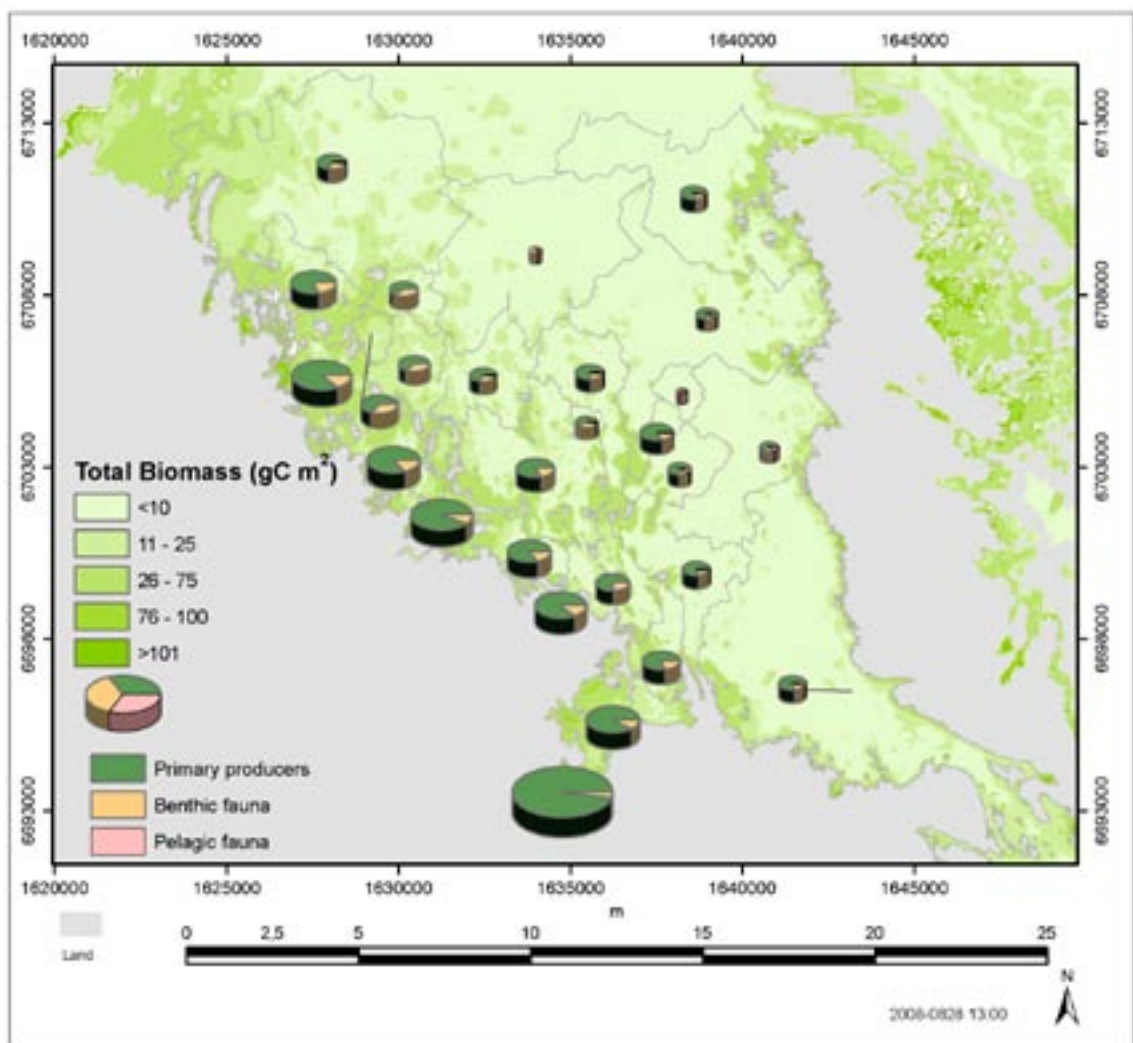 1620000 1625000 1630000 1635000 1640000 1645000
6713000 6713000
6708000 6708000
6703000 6703000
6698000 6698000
6693000 6693000
Total Biomass (gC m²)
<10
11 - 25
26 - 75
76 - 100
>101
Primary producers
Benthic fauna
Pelagic fauna
1620000 1625000 1630000 1635000 1640000 1645000
m
Land
0 2,5 5 10 15 20 25
N
2008-0828 13:00